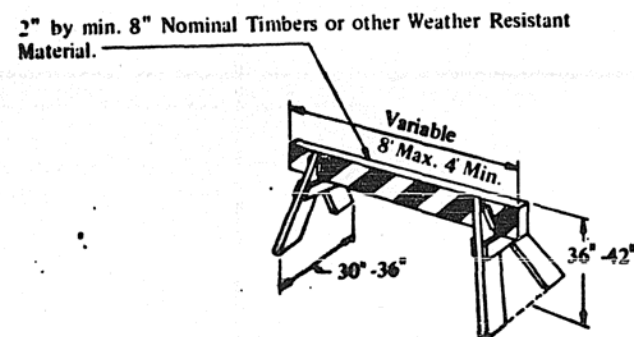 2" by min. 8" Nominal Timbers or other Weather Resistant
Material.
Variable
8' Max. 4' Min.
30" -36"
36" -42"